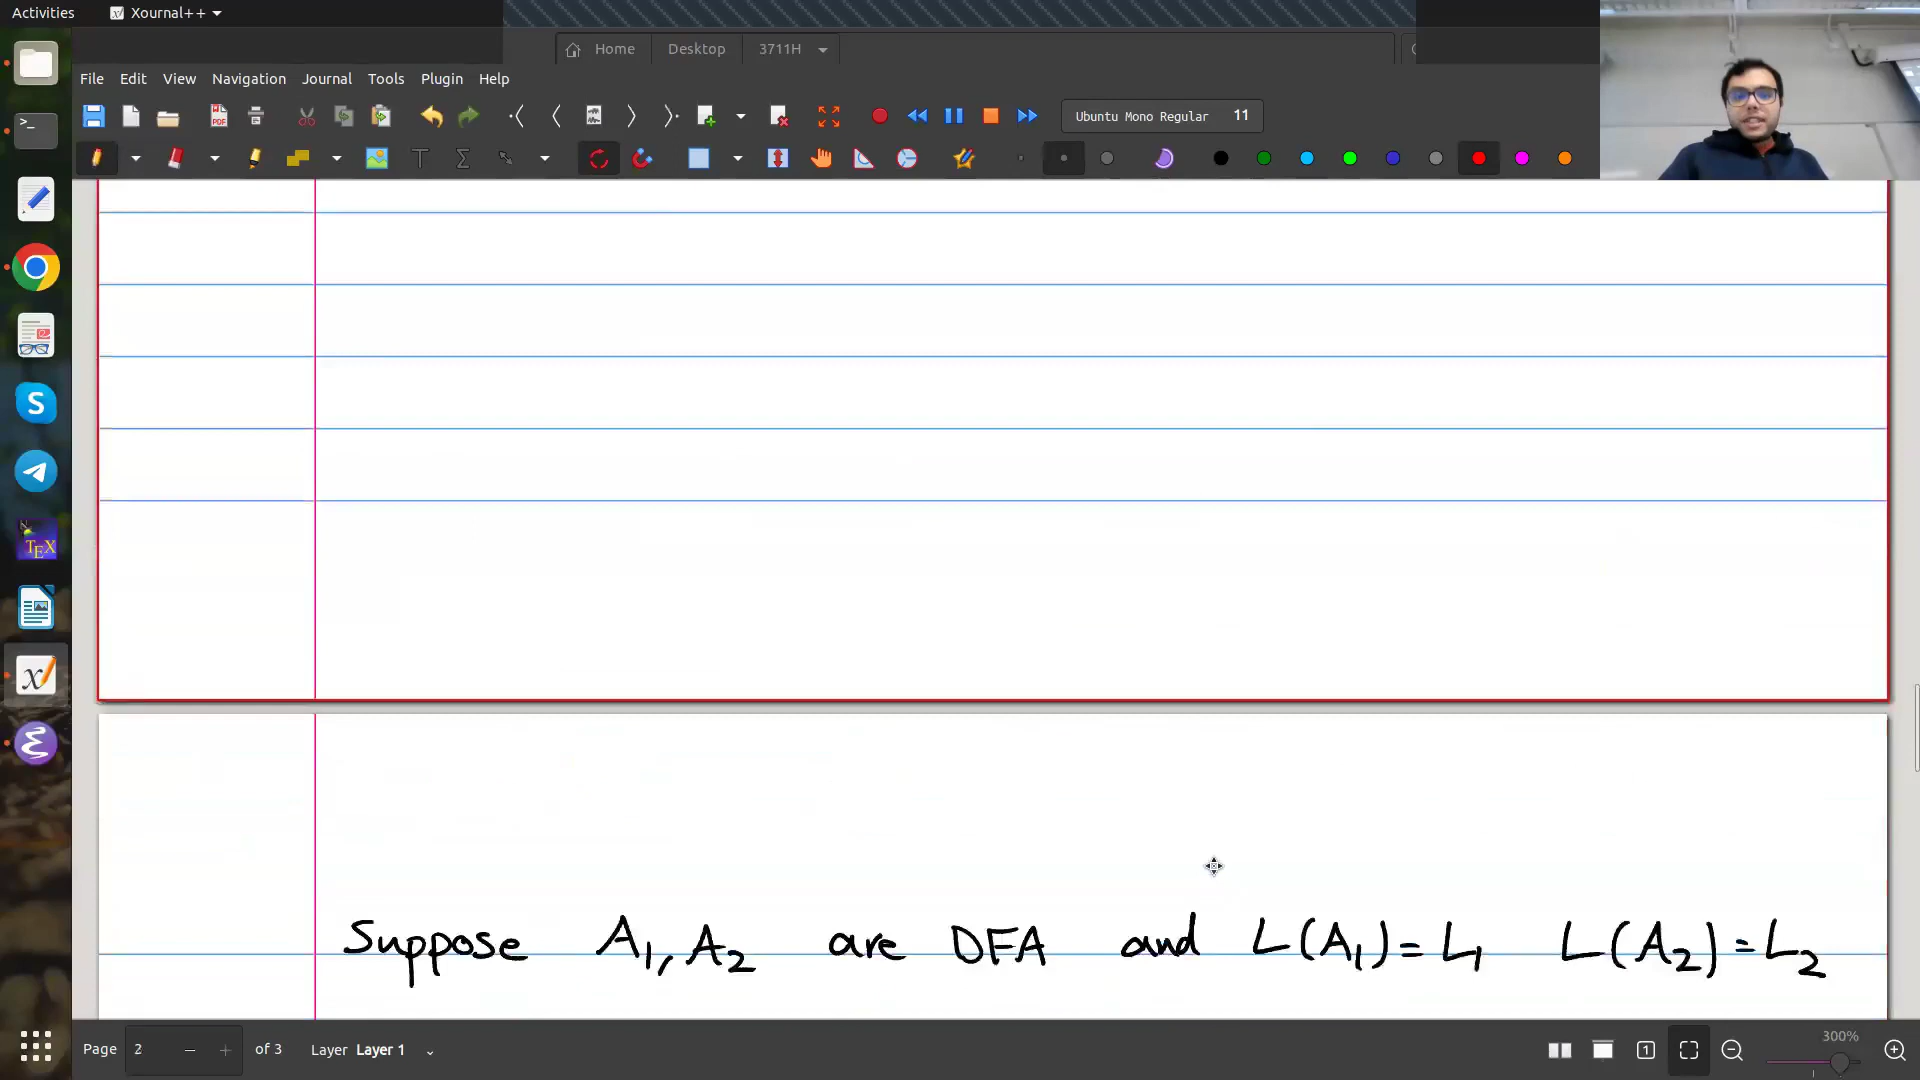 Activities
Xournal++
Home
Desktop
3711H
File Edit View Navigation Journal Tools Plugin Help
PDF
Ubuntu Mono Regular 11
Suppose A₁, A₂ are DFA and L(A₁) = L₁ L(A₂) = L₂
Page 2 of 3 Layer Layer 1
300%